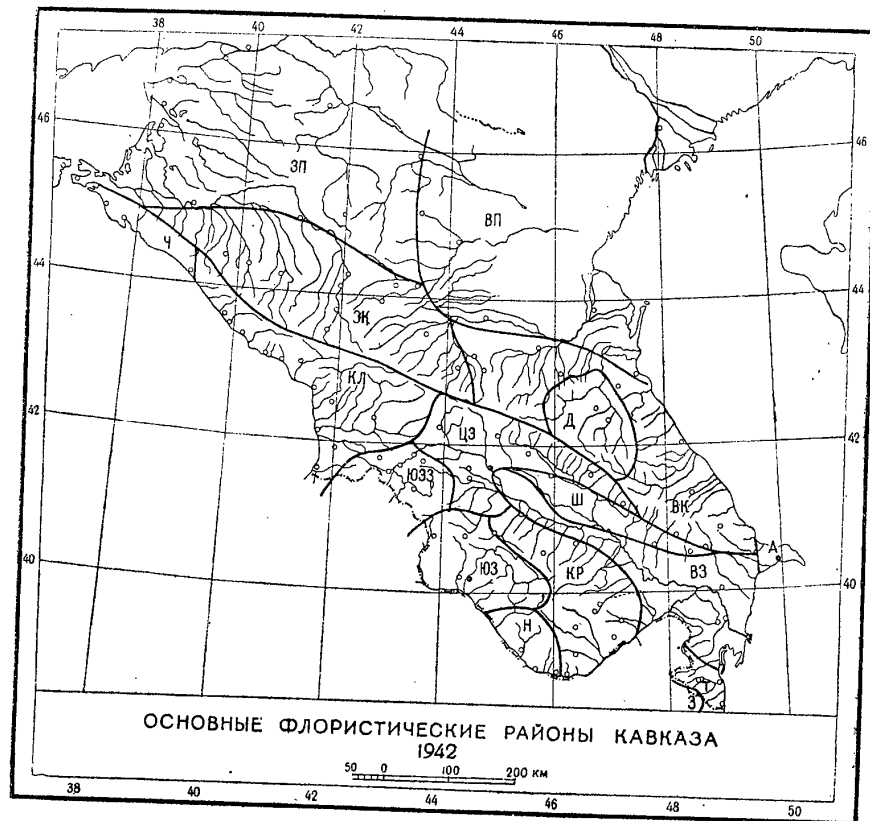 38 40 42 44 46 48 50
46 46
ЗП
ВП
Ч
44 44
ЗК
КЛ
42 42
ЦЗ
Д
ЮЗЗ
Ш
ВК
А
40 40
ЮЗ
КР
ВЗ
Н
З
ОСНОВНЫЕ ФЛОРИСТИЧЕСКИЕ РАЙОНЫ КАВКАЗА
1942
50 0 100 200 КМ
38 40 42 44 46 48 50